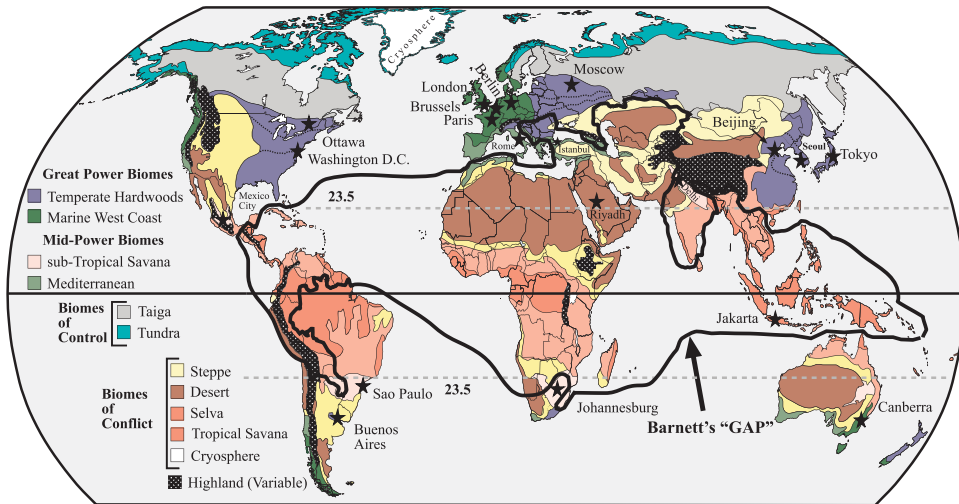 Cryosphere
Berlin
London
Brussels
Paris
Moscow
Rome
Istanbul
Beijing
Seoul
Tokyo
Ottawa
Washington D.C.
Mexico
City
23.5
Riyadh
Delhi
Great Power Biomes
Temperate Hardwoods
Marine West Coast
Mid-Power Biomes
sub-Tropical Savana
Mediterranean
Biomes
of
Control
Taiga
Tundra
Jakarta
Biomes
of
Conflict
Steppe
Desert
Selva
Tropical Savana
Cryosphere
Highland (Variable)
23.5
Sao Paulo
Buenos
Aires
Johannesburg
Barnett's “GAP”
Canberra